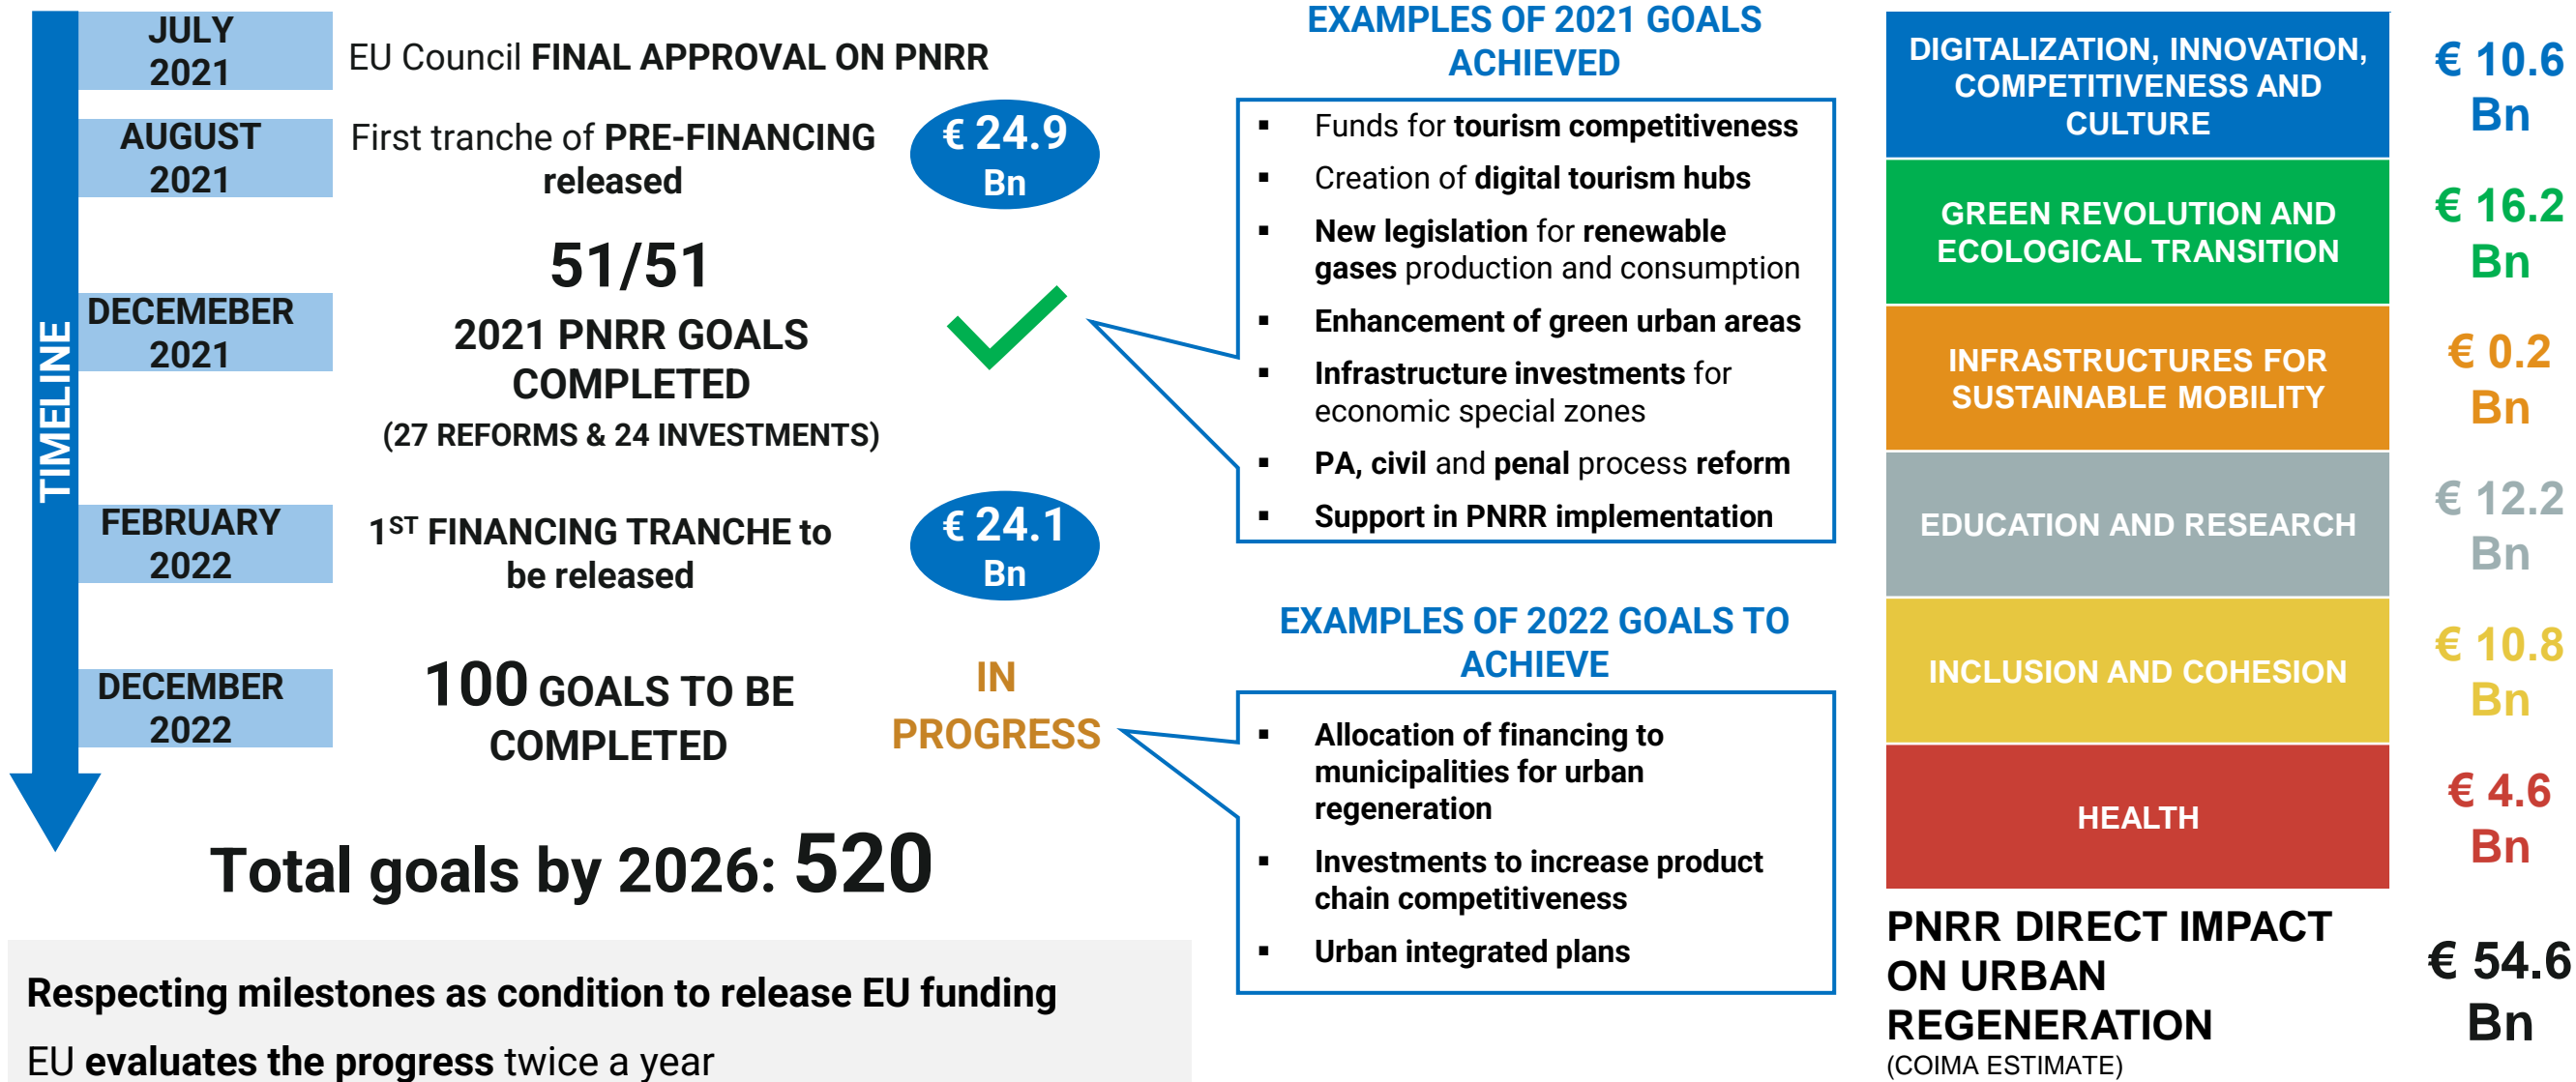 TIMELINE
JULY
2021
EU Council FINAL APPROVAL ON PNRR
AUGUST
2021
First tranche of PRE-FINANCING
released
€ 24.9
Bn
DECEMEBER
2021
51/51
2021 PNRR GOALS
COMPLETED
(27 REFORMS & 24 INVESTMENTS)
FEBRUARY
2022
1ST FINANCING TRANCHE to
be released
€ 24.1
Bn
DECEMBER
2022
100 GOALS TO BE
COMPLETED
IN
PROGRESS
Total goals by 2026: 520
Respecting milestones as condition to release EU funding
EU evaluates the progress twice a year
EXAMPLES OF 2021 GOALS
ACHIEVED
▪ Funds for tourism competitiveness
▪ Creation of digital tourism hubs
▪ New legislation for renewable
gases production and consumption
▪ Enhancement of green urban areas
▪ Infrastructure investments for
economic special zones
▪ PA, civil and penal process reform
▪ Support in PNRR implementation
EXAMPLES OF 2022 GOALS TO
ACHIEVE
▪ Allocation of financing to
municipalities for urban
regeneration
▪ Investments to increase product
chain competitiveness
▪ Urban integrated plans
DIGITALIZATION, INNOVATION,
COMPETITIVENESS AND
CULTURE
€ 10.6
Bn
GREEN REVOLUTION AND
ECOLOGICAL TRANSITION
€ 16.2
Bn
INFRASTRUCTURES FOR
SUSTAINABLE MOBILITY
€ 0.2
Bn
EDUCATION AND RESEARCH
€ 12.2
Bn
INCLUSION AND COHESION
€ 10.8
Bn
HEALTH
€ 4.6
Bn
PNRR DIRECT IMPACT
ON URBAN
REGENERATION
(COIMA ESTIMATE)
€ 54.6
Bn